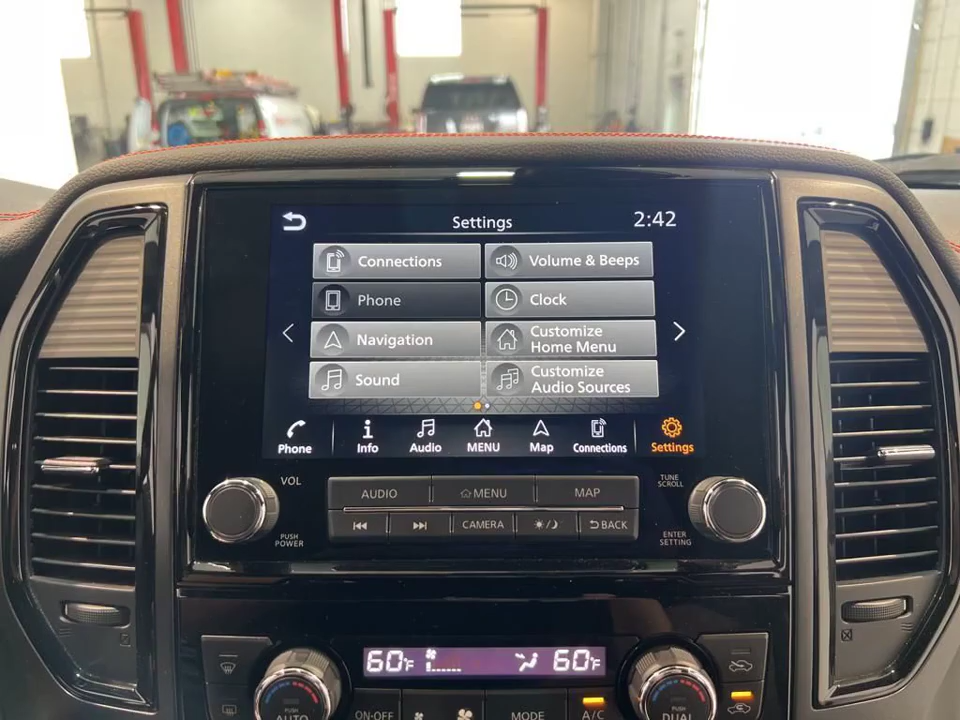 Settings
2:42
Connections
Volume & Beeps
Phone
Clock
Navigation
Customize
Home Menu
Sound
Customize
Audio Sources
Phone
Info
Audio
MENU
Map
Connections
Settings
VOL
AUDIO
MENU
MAP
TUNE
SCROLL
CAMERA
BACK
PUSH
POWER
ENTER
SETTING
60°F
60°F
PUSH
AUTO
ON·OFF
MODE
A/C
PUSH
DUAL